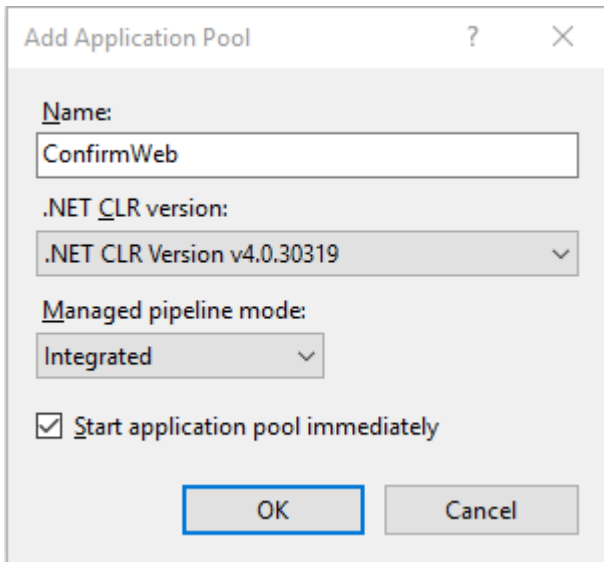 Add Application Pool
Name:
ConfirmWeb
.NET CLR version:
.NET CLR Version v4.0.30319
Managed pipeline mode:
Integrated
Start application pool immediately
OK Cancel